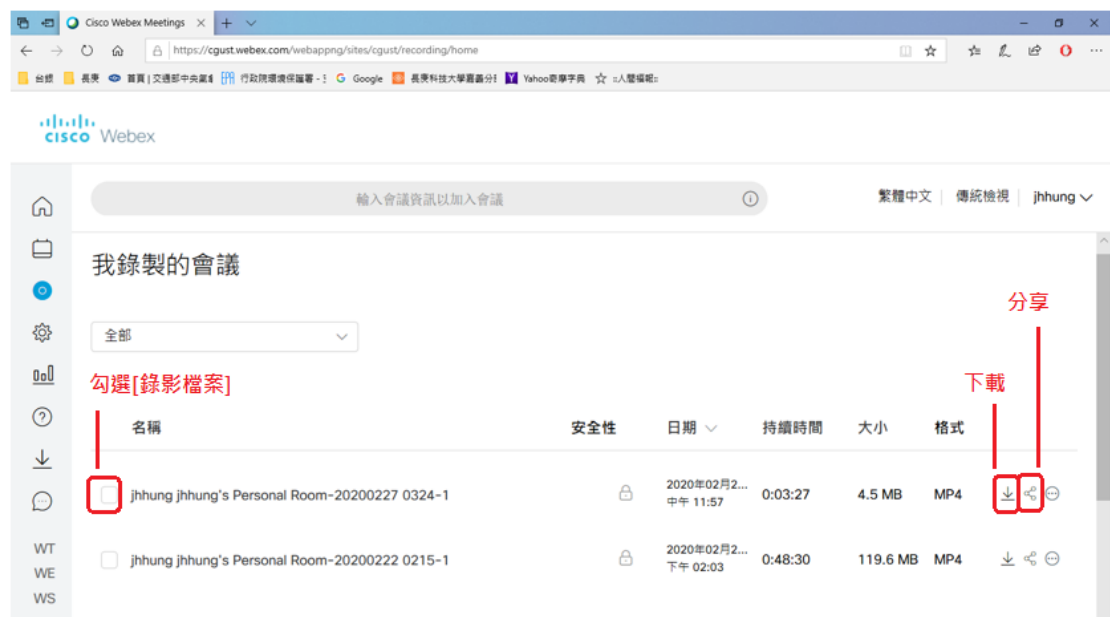 Cisco Webex Meetings
https://cgust.webex.com/webappng/sites/cgust/recording/home
台銀 長庚 首頁|交通部中央氣 行政院環境保護署 - Google 長庚科技大學嘉義分 Yahoo奇摩字典 ::人間福報::
cisco Webex
輸入會議資訊以加入會議
繁體中文 傳統檢視 jhhung
我錄製的會議
分享
全部
下載
勾選[錄影檔案]
名稱 安全性 日期 持續時間 大小 格式
jhhung jhhung's Personal Room-20200227 0324-1 2020年02月2... 0:03:27 4.5 MB MP4
中午 11:57
jhhung jhhung's Personal Room-20200222 0215-1 2020年02月2... 0:48:30 119.6 MB MP4
下午 02:03
WT
WE
WS